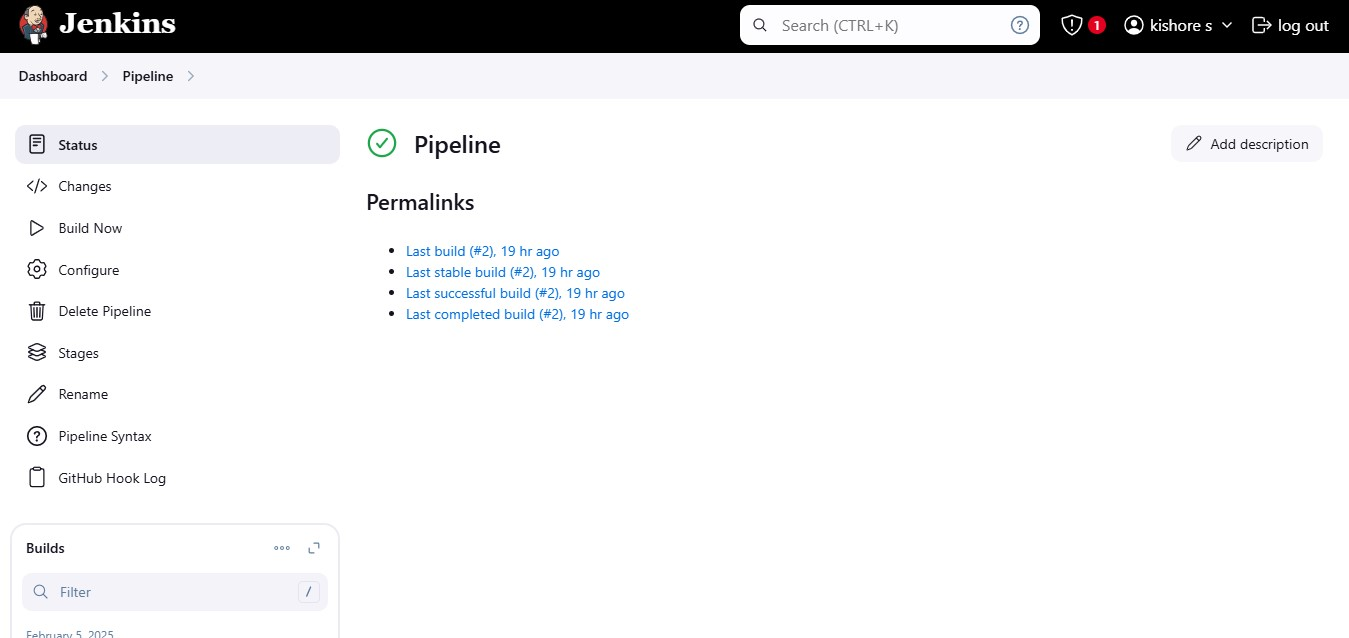 Jenkins
Search (CTRL+K)
?
1
kishore s
log out
Dashboard
Pipeline
Status
Changes
Build Now
Configure
Delete Pipeline
Stages
Rename
Pipeline Syntax
GitHub Hook Log
Builds
Filter
/
February 5, 2025
Pipeline
Add description
Permalinks
Last build (#2), 19 hr ago
Last stable build (#2), 19 hr ago
Last successful build (#2), 19 hr ago
Last completed build (#2), 19 hr ago